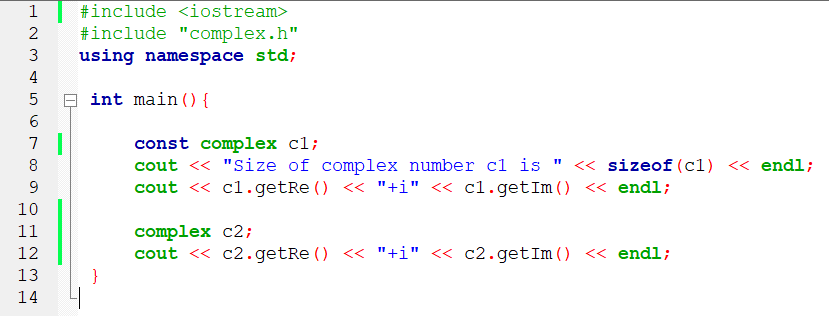 1 #include <iostream>
2 #include "complex.h"
3 using namespace std;
4
5 int main(){
6
7 const complex c1;
8 cout << "Size of complex number c1 is " << sizeof(c1) << endl;
9 cout << c1.getRe() << "+i" << c1.getIm() << endl;
10
11 complex c2;
12 cout << c2.getRe() << "+i" << c2.getIm() << endl;
13 }
14